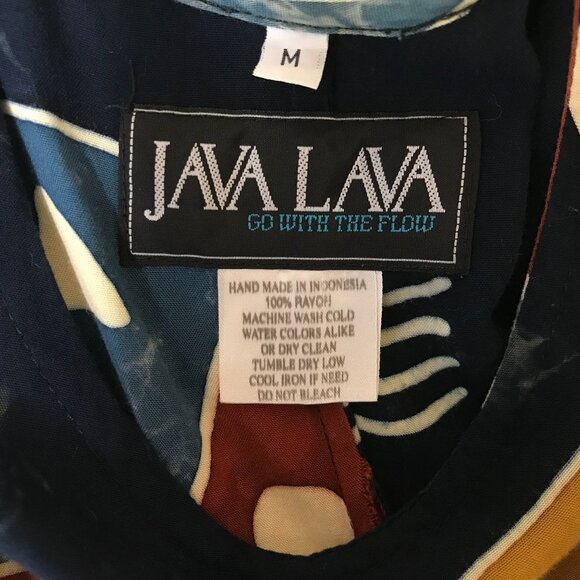 M
JAVA LAVA
GO WITH THE FLOW
HAND MADE IN INDONESIA
100% RAYON
MACHINE WASH COLD
WATER COLORS ALIKE
OR DRY CLEAN
TUMBLE DRY LOW
COOL IRON IF NEED
DO NOT BLEACH